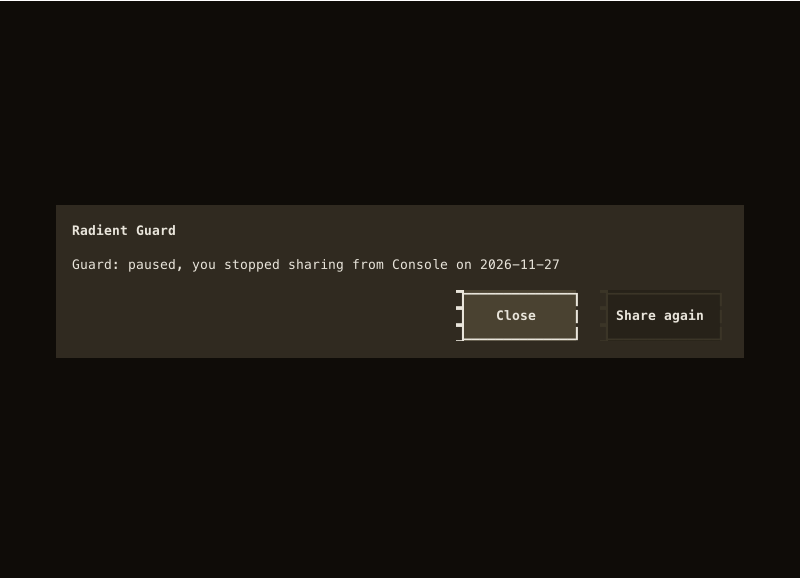 Radient Guard
Guard: paused, you stopped sharing from Console on 2026-11-27
Close
Share again